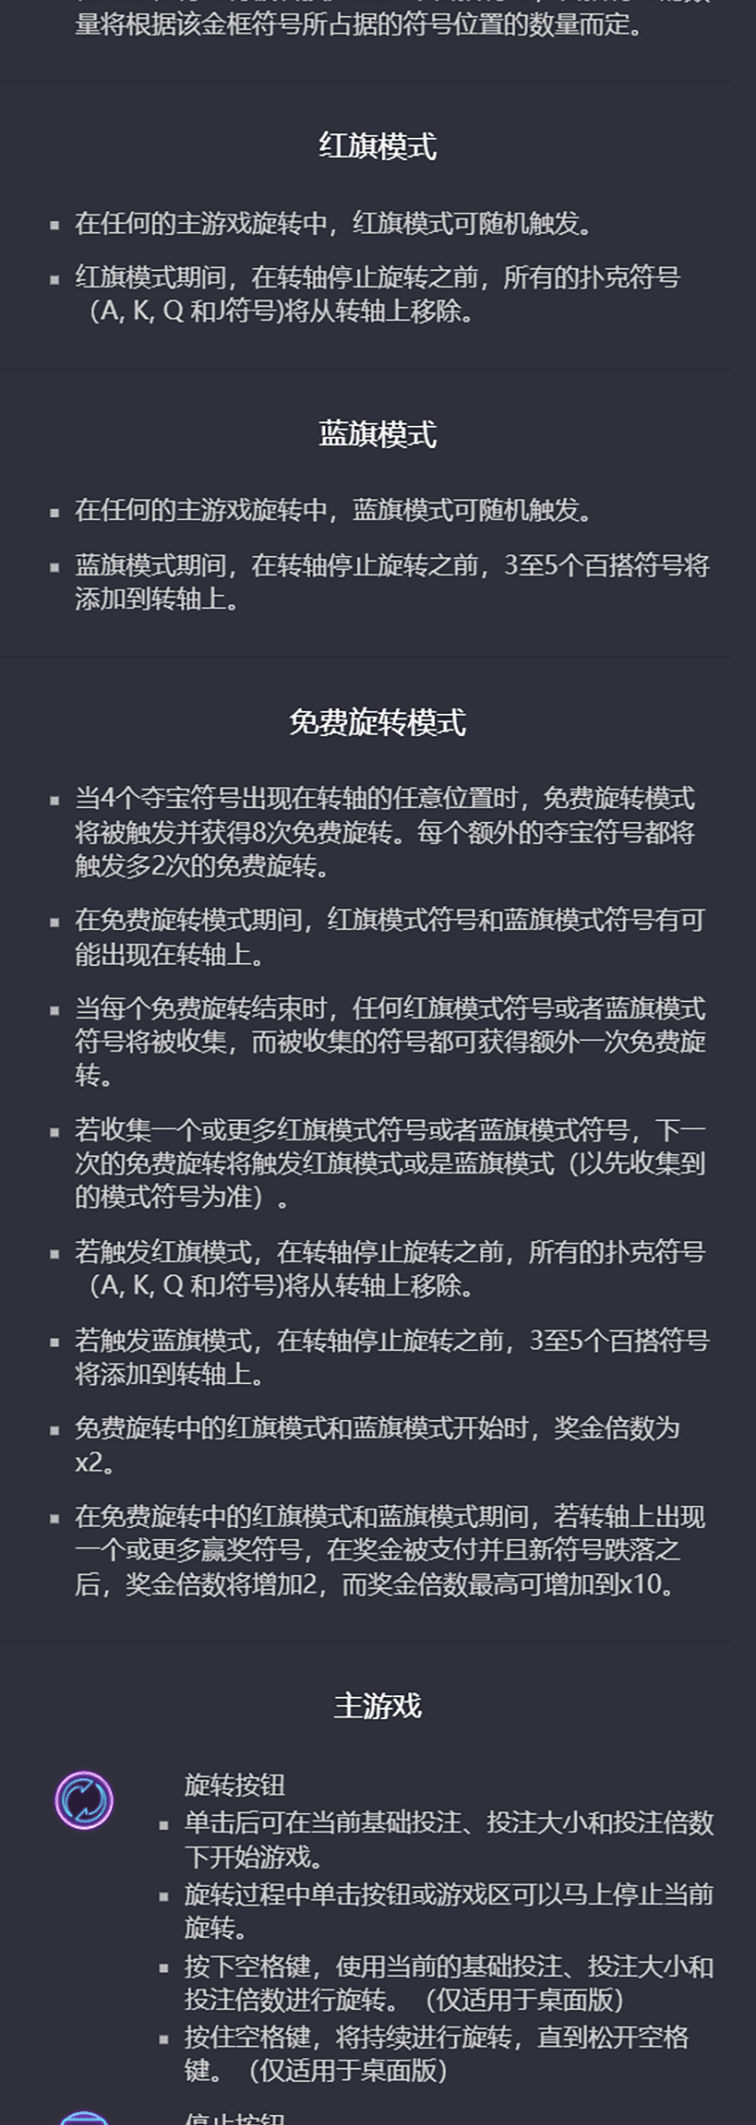 量将根据该金框符号所占据的符号位置的数量而定。
红旗模式
在任何的主游戏旋转中，红旗模式可随机触发。
红旗模式期间，在转轴停止旋转之前，所有的扑克符号
（A, K, Q 和J符号)将从转轴上移除。
蓝旗模式
在任何的主游戏旋转中，蓝旗模式可随机触发。
蓝旗模式期间，在转轴停止旋转之前，3至5个百搭符号将
添加到转轴上。
免费旋转模式
当4个夺宝符号出现在转轴的任意位置时，免费旋转模式
将被触发并获得8次免费旋转。每个额外的夺宝符号都将
触发多2次的免费旋转。
在免费旋转模式期间，红旗模式符号和蓝旗模式符号有可
能出现在转轴上。
当每个免费旋转结束时，任何红旗模式符号或者蓝旗模式
符号将被收集，而被收集的符号都可获得额外一次免费旋
转。
若收集一个或更多红旗模式符号或者蓝旗模式符号，下一
次的免费旋转将触发红旗模式或是蓝旗模式（以先收集到
的模式符号为准）。
若触发红旗模式，在转轴停止旋转之前，所有的扑克符号
（A, K, Q 和J符号)将从转轴上移除。
若触发蓝旗模式，在转轴停止旋转之前，3至5个百搭符号
将添加到转轴上。
免费旋转中的红旗模式和蓝旗模式开始时，奖金倍数为
x2。
在免费旋转中的红旗模式和蓝旗模式期间，若转轴上出现
一个或更多赢奖符号，在奖金被支付并且新符号跌落之
后，奖金倍数将增加2，而奖金倍数最高可增加到x10。
主游戏
旋转按钮
单击后可在当前基础投注、投注大小和投注倍数
下开始游戏。
旋转过程中单击按钮或游戏区可以马上停止当前
旋转。
按下空格键，使用当前的基础投注、投注大小和
投注倍数进行旋转。（仅适用于桌面版）
按住空格键，将持续进行旋转，直到松开空格
键。（仅适用于桌面版）
停止按钮